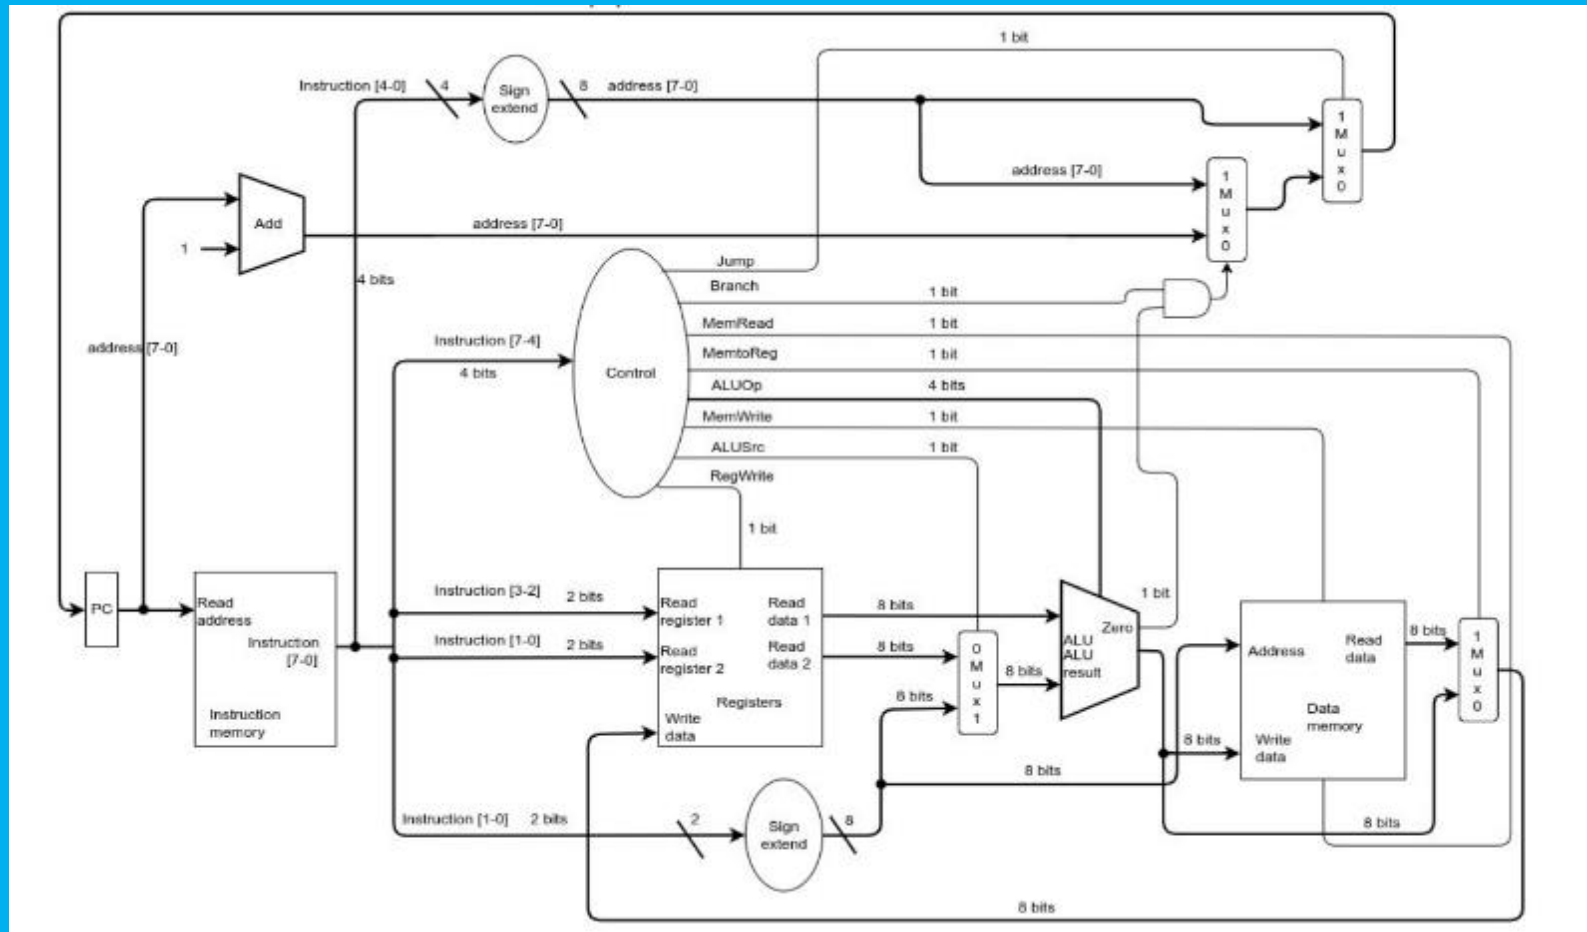 1 bit
Instruction [4-0]
4
Sign
extend
8
address [7-0]
1
M
u
x
0
address [7-0]
1
M
u
x
0
Add
1
address [7-0]
4 bits
Jump
Branch
1 bit
MemRead
1 bit
MemtoReg
1 bit
ALUOp
4 bits
MemWrite
1 bit
ALUSrc
1 bit
RegWrite
1 bit
Control
Instruction [7-4]
4 bits
address [7-0]
PC
Read
address
Instruction
[7-0]
Instruction
memory
Instruction [3-2]
2 bits
Instruction [1-0]
2 bits
Read
register 1
Read
data 1
Read
register 2
Read
data 2
Registers
Write
data
8 bits
8 bits
8 bits
0
M
u
x
1
8 bits
Zero
ALU
ALU
result
1 bit
Address
Read
data
Data
memory
Write
data
8 bits
8 bits
1
M
u
x
0
8 bits
8 bits
Instruction [1-0]
2 bits
2
Sign
extend
8
8 bits